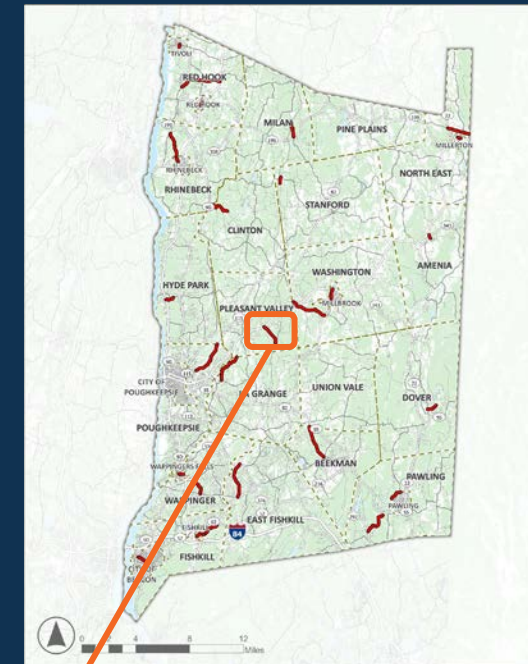 TIVOLI
RED HOOK
RED HOOK
MILAN
PINE PLAINS
MILLERTON
RHINEBECK
NORTH EAST
RHINEBECK
STANFORD
CLINTON
AMENIA
WASHINGTON
HYDE PARK
MILLBROOK
PLEASANT VALLEY
CITY OF
POUGHKEEPSIE
LA GRANGE
UNION VALE
DOVER
POUGHKEEPSIE
BEEKMAN
WAPPINGERS FALLS
PAWLING
WAPPINGER
PAWLING
EAST FISHKILL
FISHKILL
84
FISHKILL
CITY OF
BEACON
0 4 8 12
Miles